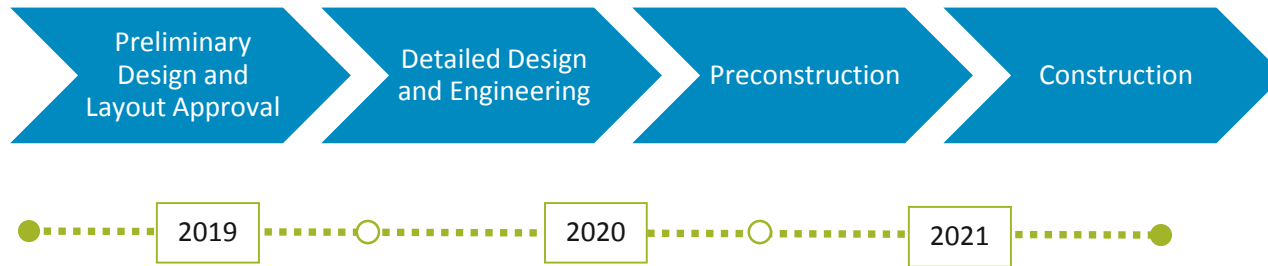 Preliminary
Design and
Layout Approval
Detailed Design
and Engineering
Preconstruction
Construction
2019
2020
2021